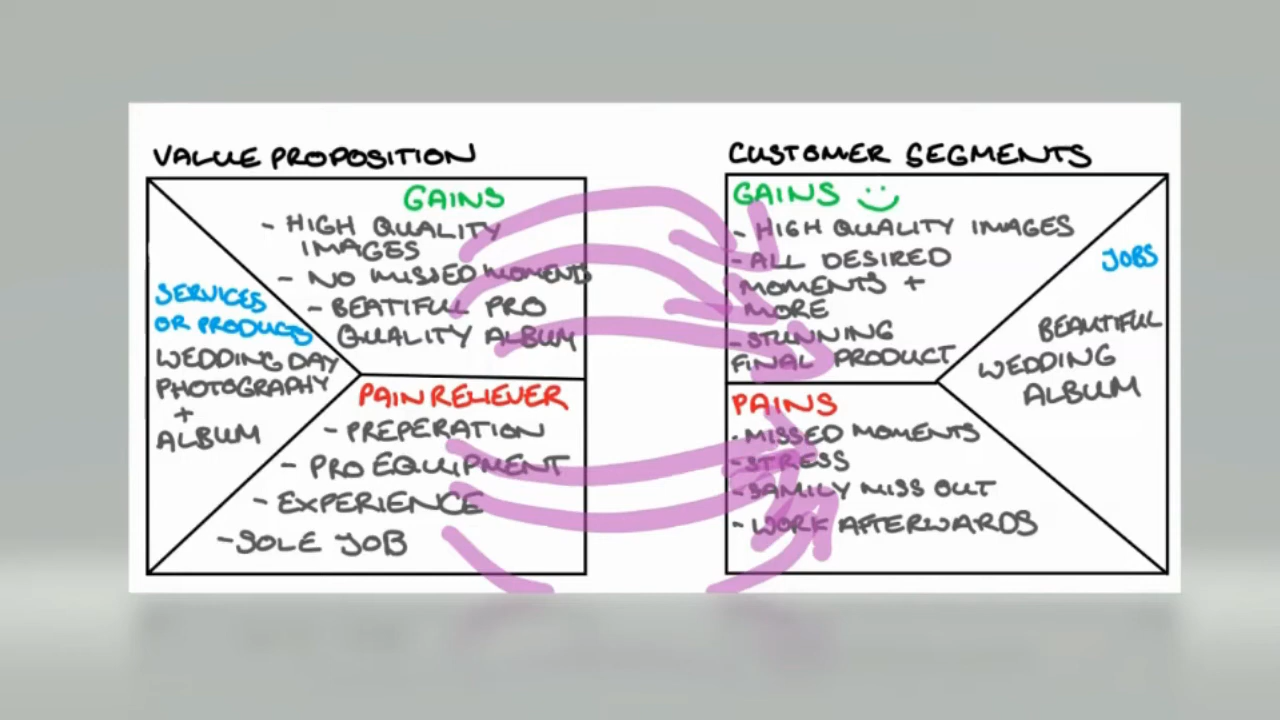 VALUE PROPOSITION
GAINS
- HIGH QUALITY
IMAGES
- NO MISSED MOMENTS
- BEATIFUL PRO
QUALITY ALBUM
SERVICES
OR PRODUCTS
WEDDING DAY
PHOTOGRAPHY
+
ALBUM
PAIN RELIEVER
- PREPERATION
- PRO EQUIPMENT
- EXPERIENCE
- SOLE JOB
CUSTOMER SEGMENTS
GAINS
- HIGH QUALITY IMAGES
- ALL DESIRED
MOMENTS +
MORE
- STUNNING
FINAL PRODUCT
JOBS
BEAUTIFUL
WEDDING
ALBUM
PAINS
- MISSED MOMENTS
- STRESS
- FAMILY MISS OUT
- WORK AFTERWARDS